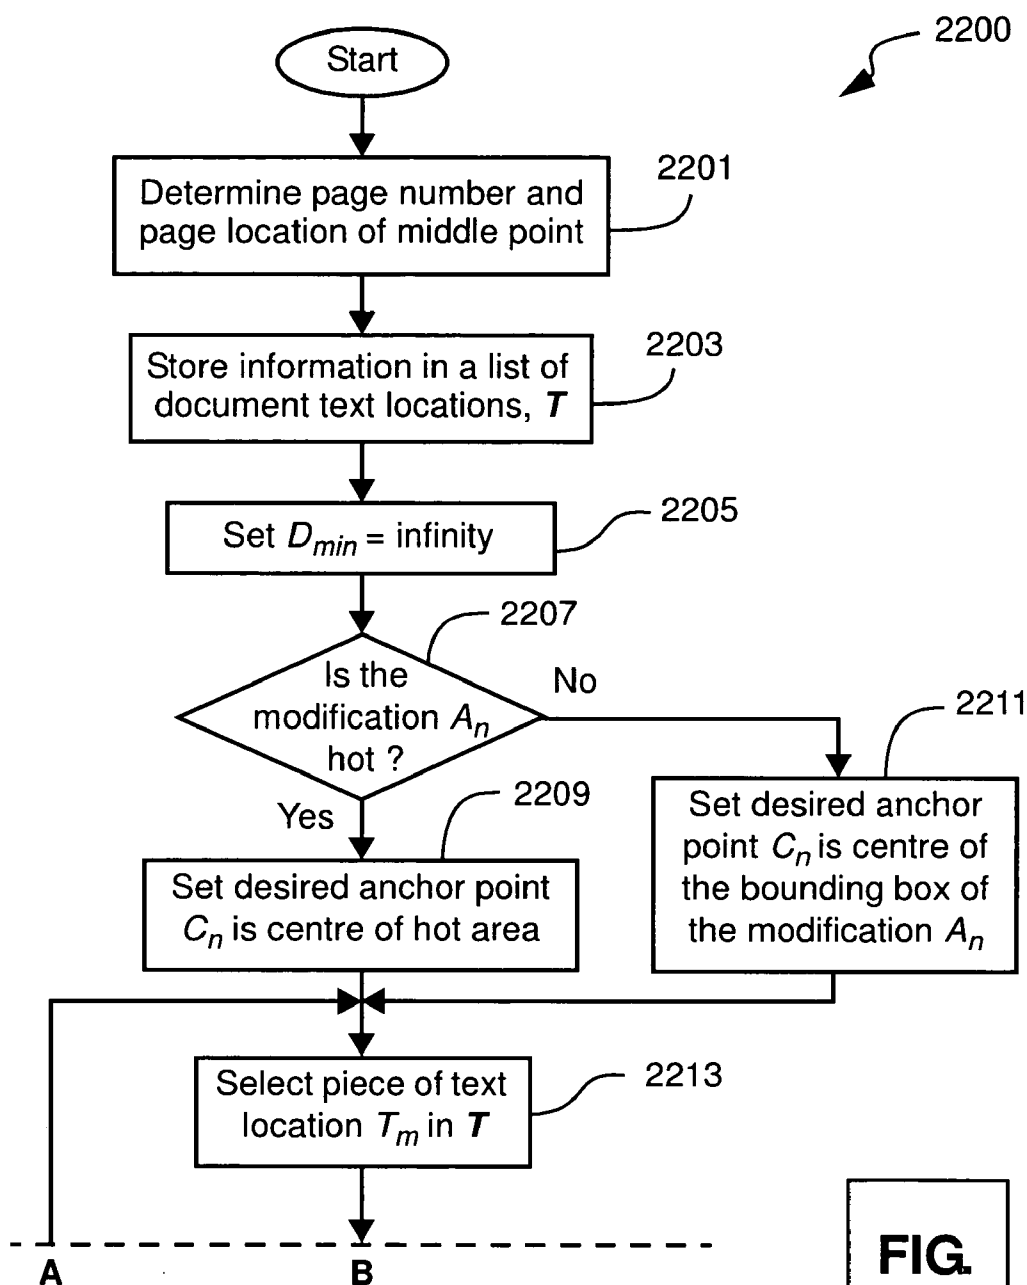 2200
Start
2201
Determine page number and
page location of middle point
2203
Store information in a list of
document text locations, T
2205
Set Dmin = infinity
2207
Is the
modification An
hot ?
No
Yes
2209
2211
Set desired anchor point
Cn is centre of hot area
Set desired anchor
point Cn is centre of
the bounding box of
the modification An
2213
Select piece of text
location Tm in T
A
B
FIG.